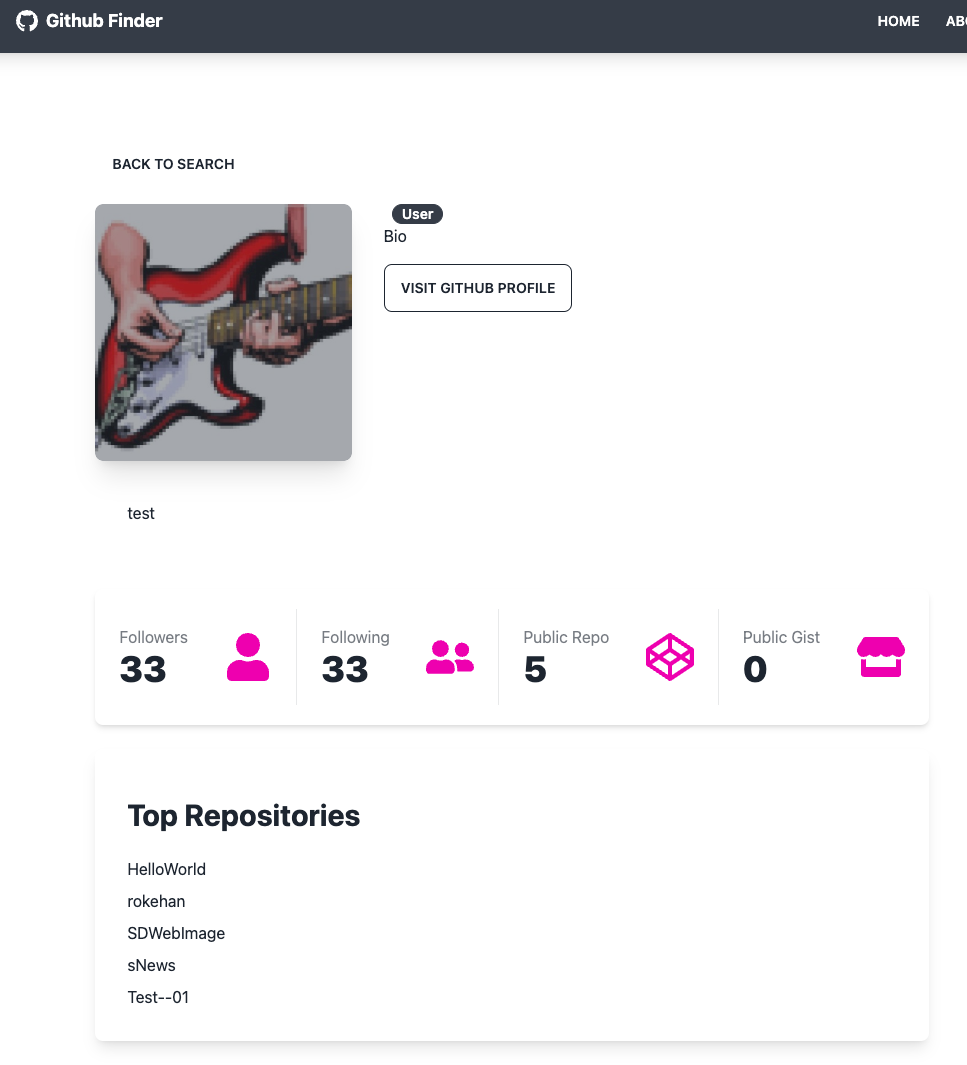 Github Finder
HOME
ABO
BACK TO SEARCH
User
Bio
VISIT GITHUB PROFILE
test
Followers
33
Following
33
Public Repo
5
Public Gist
0
Top Repositories
HelloWorld
rokehan
SDWebImage
sNews
Test--01